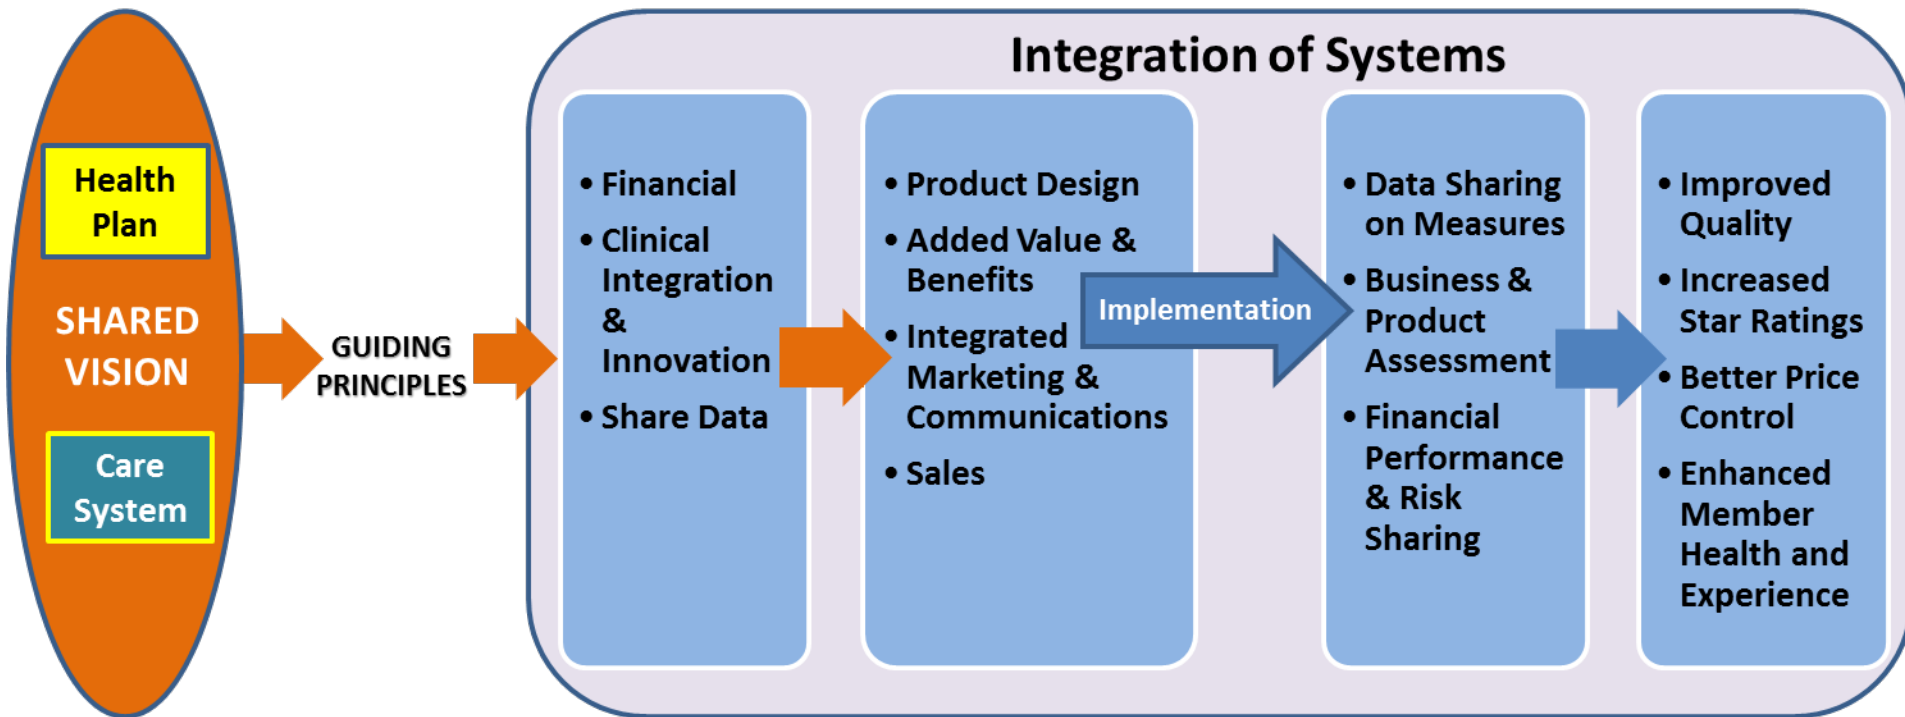 Integration of Systems
Health
Plan
SHARED
VISION
Care
System
GUIDING
PRINCIPLES
• Financial
• Clinical
Integration
&
Innovation
• Share Data
• Product Design
• Added Value &
Benefits
• Integrated
Marketing &
Communications
• Sales
Implementation
• Data Sharing
on Measures
• Business &
Product
Assessment
• Financial
Performance
& Risk
Sharing
• Improved
Quality
• Increased
Star Ratings
• Better Price
Control
• Enhanced
Member
Health and
Experience